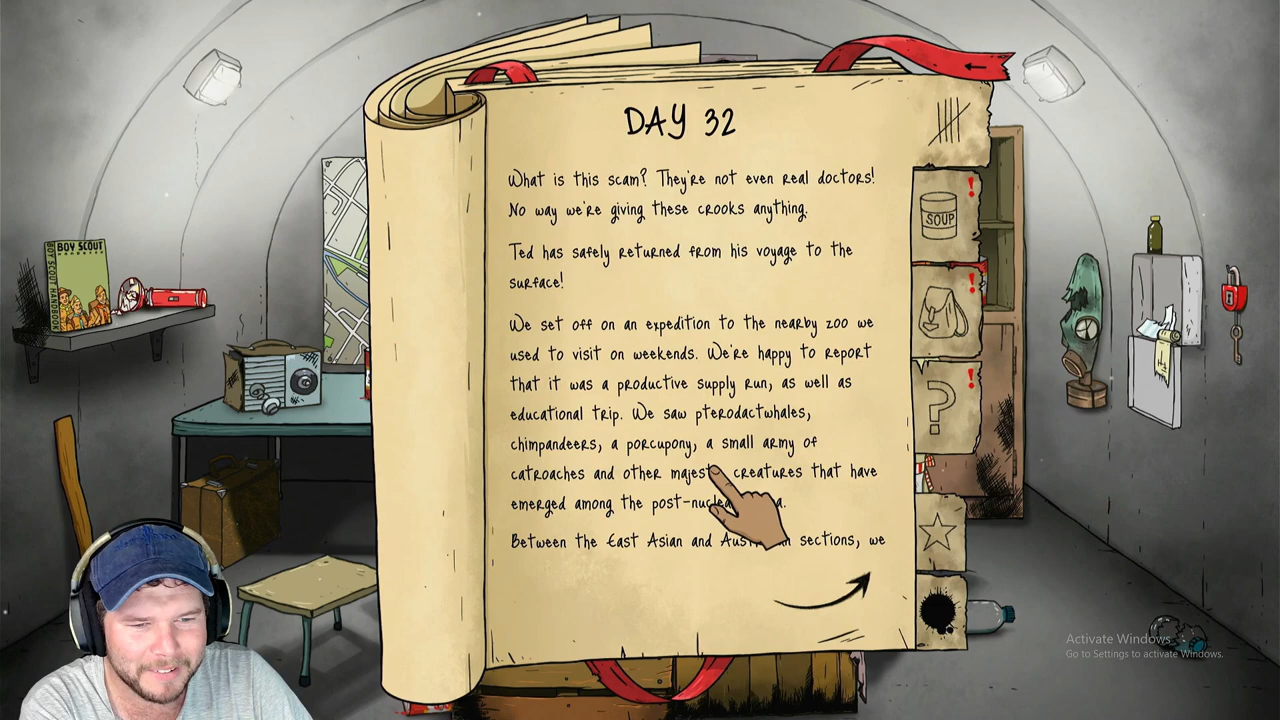 DAY 32
What is this scam? They're not even real doctors!
No way we're giving these crooks anything.
Ted has safely returned from his voyage to the
surface!
We set off on an expedition to the nearby zoo we
used to visit on weekends. We're happy to report
that it was a productive supply run, as well as
educational trip. We saw pterodactwhales,
chimpandeers, a porcupony, a small army of
catroaches and other creatures that have
emerged among the
Between the East Asian and sections, we
SOUP
!
!
!
?
BOY SCOUT
BOY SCOUT HANDBOOK
Activate Windows
Go to Settings to activate Windows.